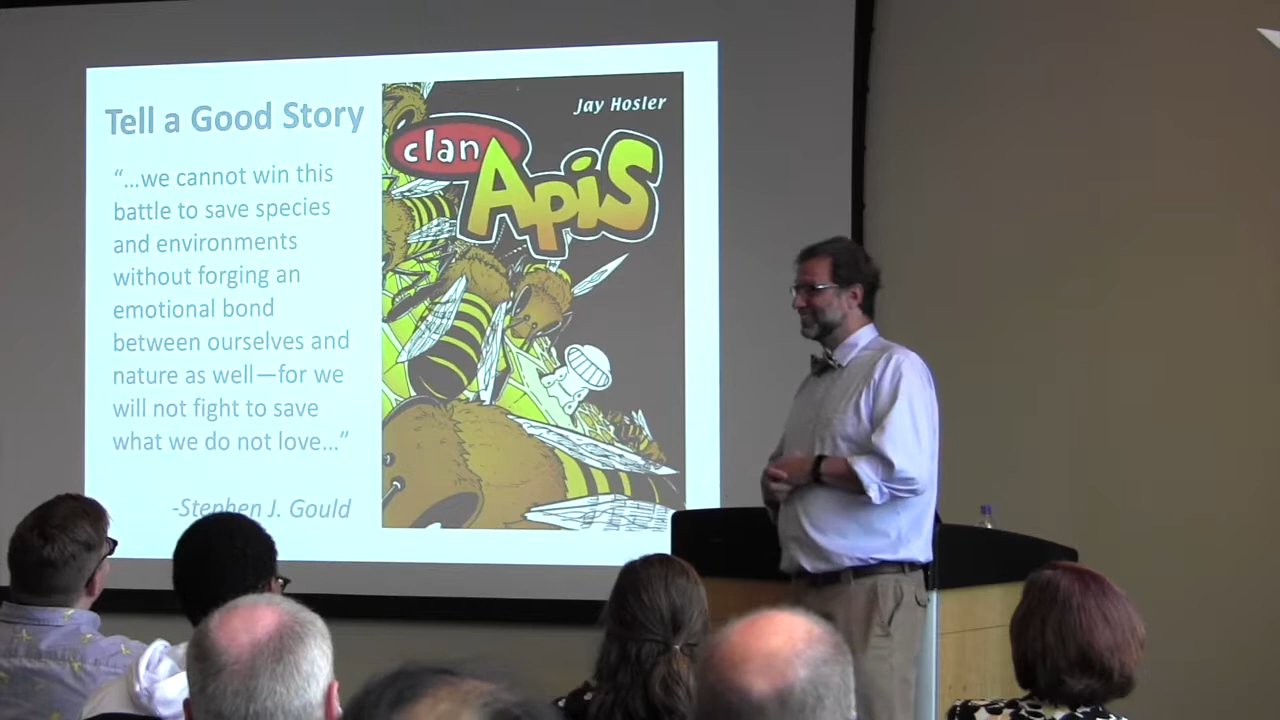 Tell a Good Story
“...we cannot win this
battle to save species
and environments
without forging an
emotional bond
between ourselves and
nature as well—for we
will not fight to save
what we do not love...”
-Stephen J. Gould
Jay Hosler
clan
Apis